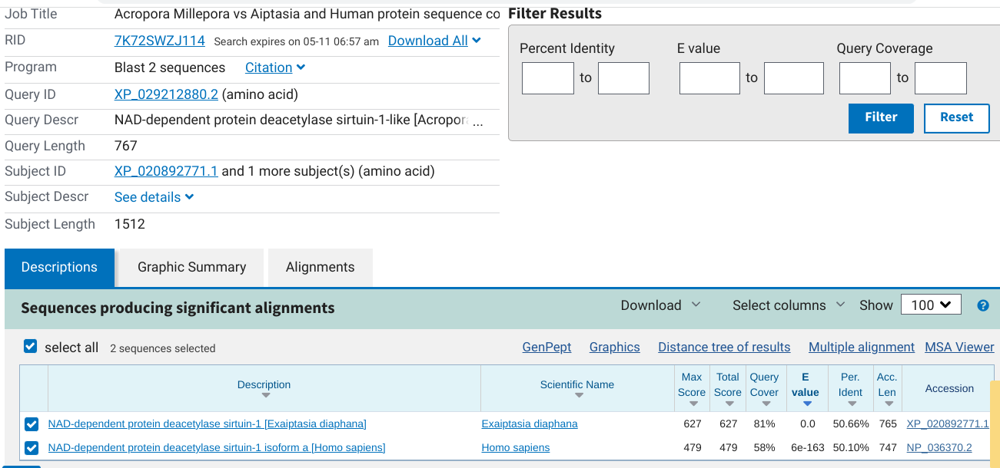 Job Title Acropora Millepora vs Aiptasia and Human protein sequence co
RID 7K72SWZJ114 Search expires on 05-11 06:57 am Download All
Program Blast 2 sequences Citation
Query ID XP_029212880.2 (amino acid)
Query Descr NAD-dependent protein deacetylase sirtuin-1-like [Acropora ...
Query Length 767
Subject ID XP_020892771.1 and 1 more subject(s) (amino acid)
Subject Descr See details
Subject Length 1512
Filter Results
Percent Identity E value Query Coverage
to to to
Filter Reset
Descriptions Graphic Summary Alignments
Sequences producing significant alignments Download Select columns Show 100 ?
select all 2 sequences selected GenPept Graphics Distance tree of results Multiple alignment MSA Viewer
Description Scientific Name Max Score Total Score Query Cover E value Per. Ident Acc. Len Accession
NAD-dependent protein deacetylase sirtuin-1 [Exaiptasia diaphana] Exaiptasia diaphana 627 627 81% 0.0 50.66% 765 XP_020892771.1
NAD-dependent protein deacetylase sirtuin-1 isoform a [Homo sapiens] Homo sapiens 479 479 58% 6e-163 50.10% 747 NP_036370.2